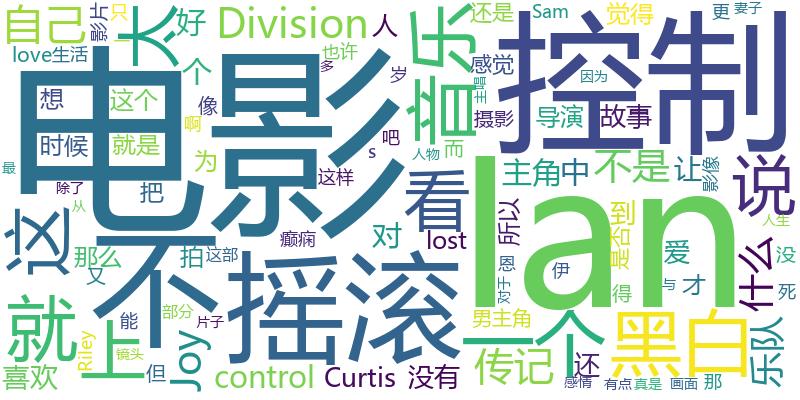 电影
控制
Ian
摇滚
不
黑白
音乐
一个
就
看
说
这
太
上
自己
好
Division
人
还是
Sam
觉得
更
妻子
影片
只
一
love
生活
个
也许
多
岁
感觉
因为
主唱
想
这个
像
啊
摄影
导演
故事
时候
就是
为
s
吧
人物
而
不是
让
影像
最
除了
从
把
这样
主角
中
什么
人生
那么
又
拍
这部
癫痫
对
lost
所以
对于
恩
伊
是否
到
爱
才
与
没
死
得
能
部分
片子
但
Riley
镜头
Joy
男主角
喜欢
control
Curtis
没有
传记
还
感情
有点
真是
画面
那
乐队